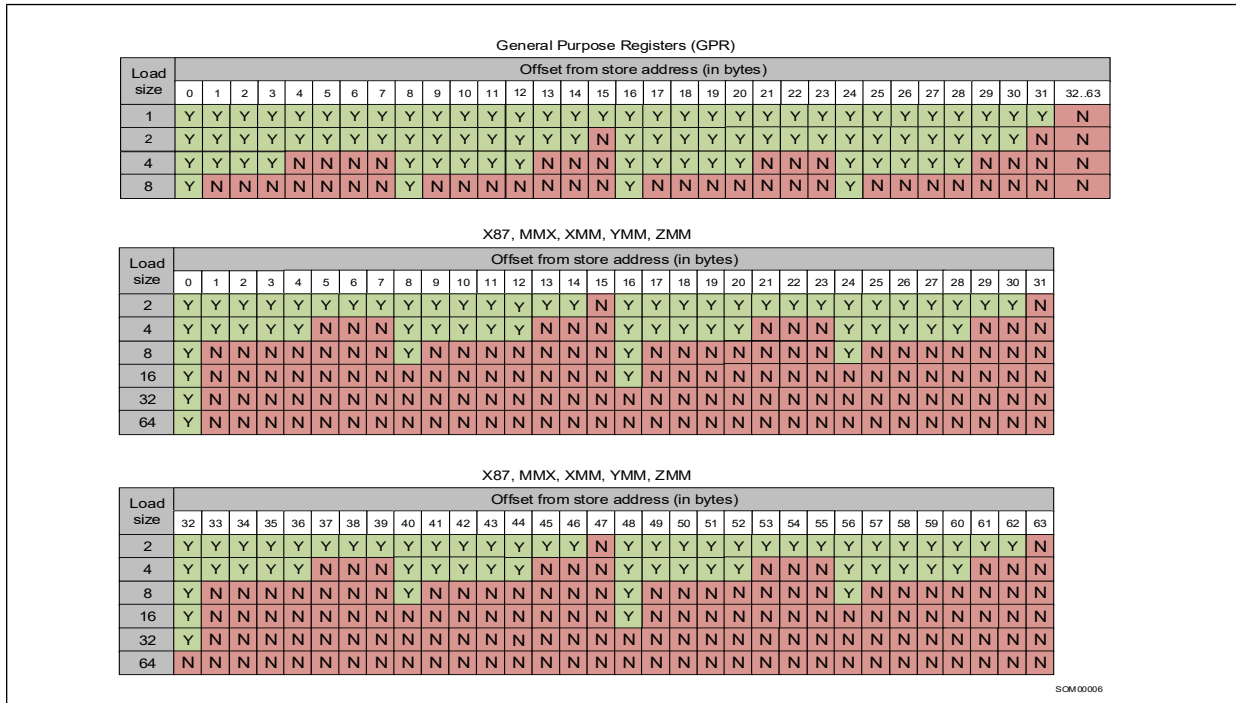 General Purpose Registers (GPR)
Load size
Offset from store address (in bytes)
0 1 2 3 4 5 6 7 8 9 10 11 12 13 14 15 16 17 18 19 20 21 22 23 24 25 26 27 28 29 30 31 32..63
1 Y Y Y Y Y Y Y Y Y Y Y Y Y Y Y Y Y Y Y Y Y Y Y Y Y Y Y Y Y Y Y Y N
2 Y Y Y Y Y Y Y Y Y Y Y Y Y Y Y N Y Y Y Y Y Y Y Y Y Y Y Y Y Y Y N N
4 Y Y Y Y N N N N Y Y Y Y Y N N N Y Y Y Y Y N N N Y Y Y Y Y N N N N
8 Y N N N N N N N Y N N N N N N N Y N N N N N N N Y N N N N N N N N
X87, MMX, XMM, YMM, ZMM
Load size
Offset from store address (in bytes)
0 1 2 3 4 5 6 7 8 9 10 11 12 13 14 15 16 17 18 19 20 21 22 23 24 25 26 27 28 29 30 31
2 Y Y Y Y Y Y Y Y Y Y Y Y Y Y Y N Y Y Y Y Y Y Y Y Y Y Y Y Y Y Y N
4 Y Y Y Y Y N N N Y Y Y Y Y N N N Y Y Y Y Y N N N Y Y Y Y Y N N N
8 Y N N N N N N N Y N N N N N N N Y N N N N N N N Y N N N N N N N
16 Y N N N N N N N N N N N N N N N Y N N N N N N N N N N N N N N N
32 Y N N N N N N N N N N N N N N N N N N N N N N N N N N N N N N N
64 Y N N N N N N N N N N N N N N N N N N N N N N N N N N N N N N N
X87, MMX, XMM, YMM, ZMM
Load size
Offset from store address (in bytes)
32 33 34 35 36 37 38 39 40 41 42 43 44 45 46 47 48 49 50 51 52 53 54 55 56 57 58 59 60 61 62 63
2 Y Y Y Y Y Y Y Y Y Y Y Y Y Y Y N Y Y Y Y Y Y Y Y Y Y Y Y Y Y Y N
4 Y Y Y Y Y N N N Y Y Y Y Y N N N Y Y Y Y Y N N N Y Y Y Y Y N N N
8 Y N N N N N N N Y N N N N N N N Y N N N N N N N Y N N N N N N N
16 Y N N N N N N N N N N N N N N N Y N N N N N N N N N N N N N N N
32 Y N N N N N N N N N N N N N N N N N N N N N N N N N N N N N N N
64 N N N N N N N N N N N N N N N N N N N N N N N N N N N N N N N N
SOM00006